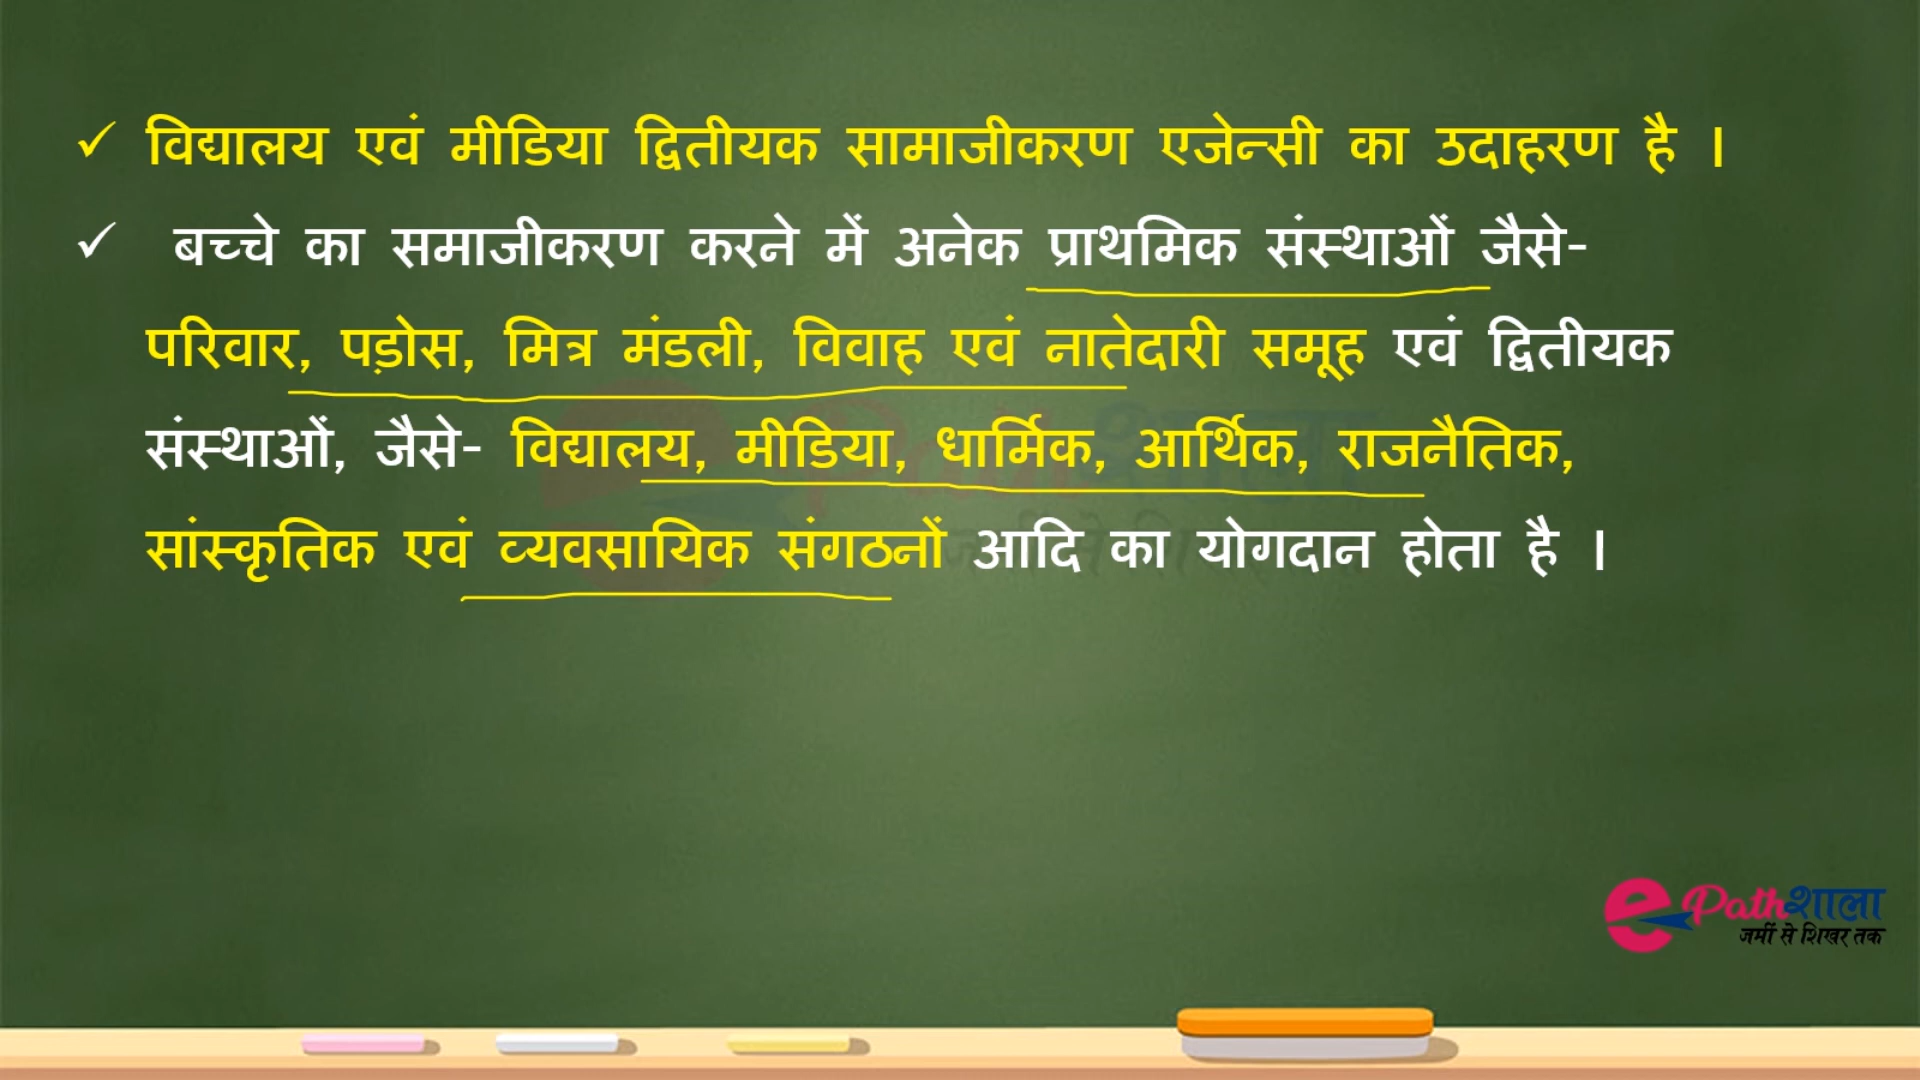 ✓ विद्यालय एवं मीडिया द्वितीयक सामाजीकरण एजेन्सी का उदाहरण है ।
✓ बच्चे का समाजीकरण करने में अनेक प्राथमिक संस्थाओं जैसे-
परिवार, पड़ोस, मित्र मंडली, विवाह एवं नातेदारी समूह एवं द्वितीयक
संस्थाओं, जैसे- विद्यालय, मीडिया, धार्मिक, आर्थिक, राजनैतिक,
सांस्कृतिक एवं व्यवसायिक संगठनों आदि का योगदान होता है ।
e Pathशाला
जमीं से शिखर तक